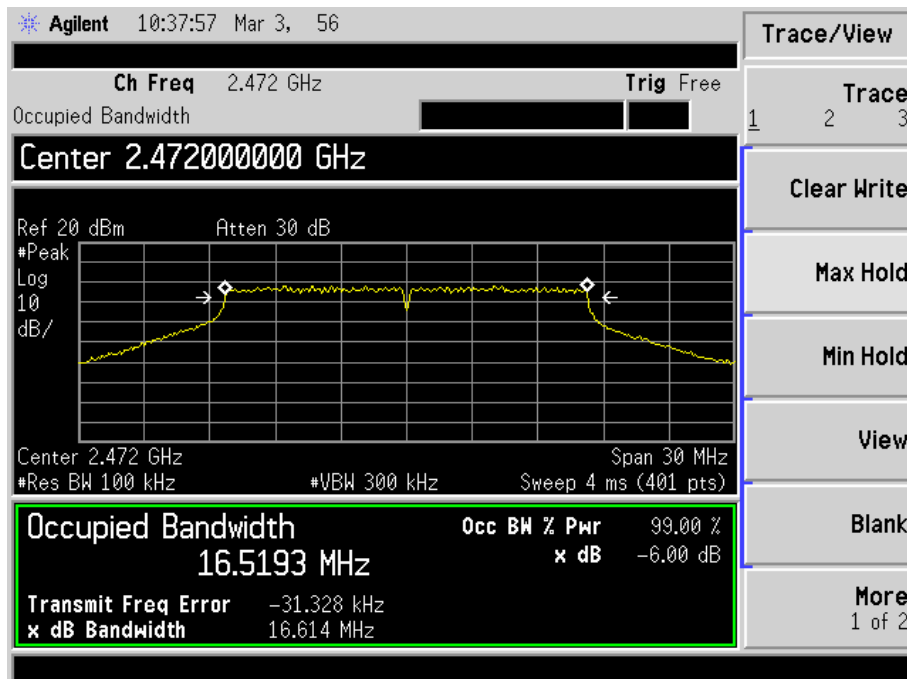 Agilent 10:37:57 Mar 3, 56
Trace/View
Ch Freq 2.472 GHz Trig Free
Occupied Bandwidth
Trace
1 2 3
Center 2.472000000 GHz
Clear Write
Ref 20 dBm Atten 30 dB
#Peak
Log
10
dB/
Max Hold
Min Hold
Center 2.472 GHz Span 30 MHz
#Res BW 100 kHz #VBW 300 kHz Sweep 4 ms (401 pts)
View
Occupied Bandwidth Occ BW % Pwr 99.00 %
16.5193 MHz x dB -6.00 dB
Blank
Transmit Freq Error -31.328 kHz
x dB Bandwidth 16.614 MHz
More
1 of 2